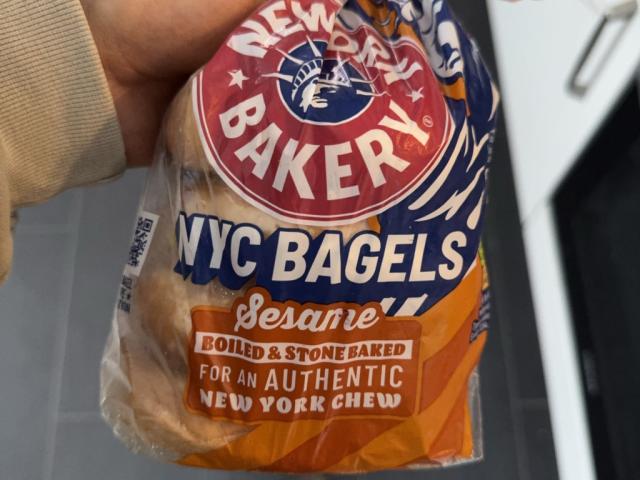 NEW YORK
BAKERY®
NYC BAGELS
Sesame
BOILED & STONE BAKED
FOR AN AUTHENTIC
NEW YORK CHEW